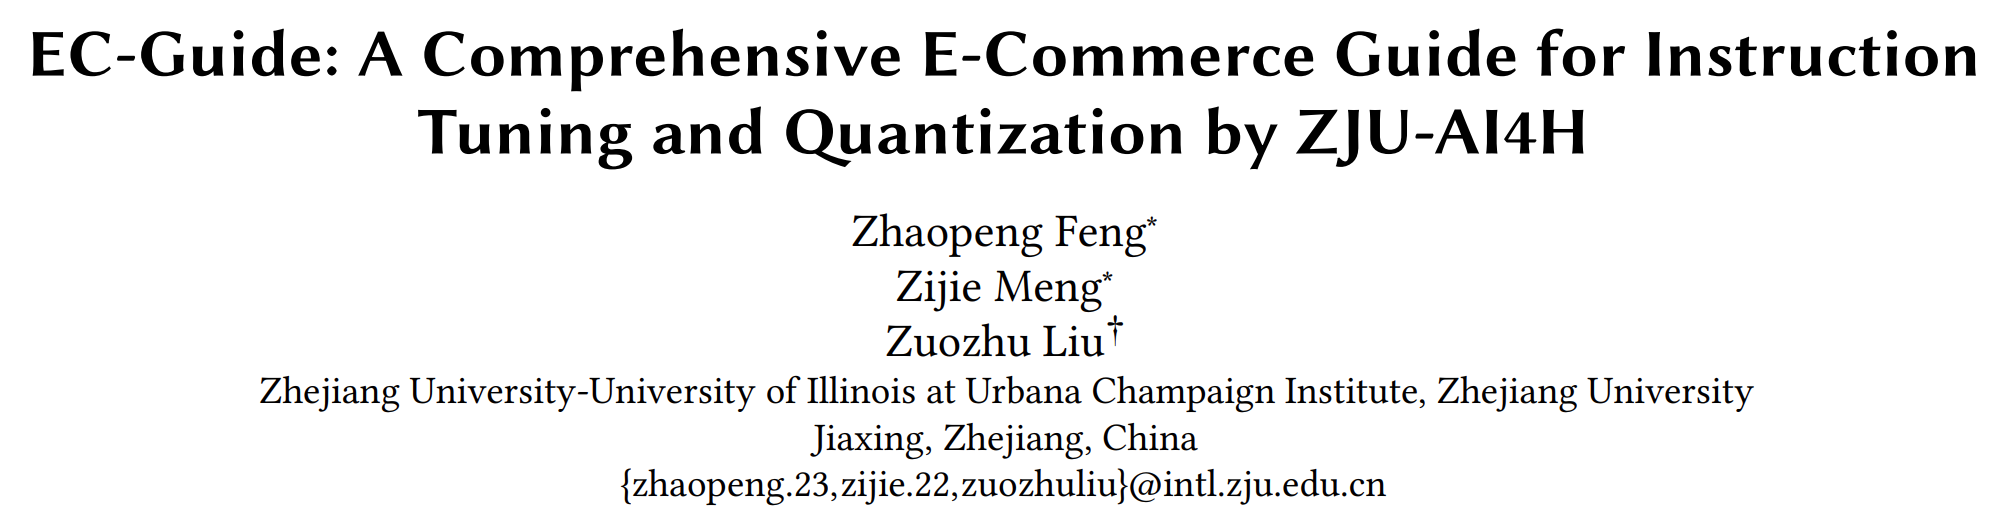 EC-Guide: A Comprehensive E-Commerce Guide for Instruction
Tuning and Quantization by ZJU-AI4H
Zhaopeng Feng*
Zijie Meng*
Zuozhu Liu†
Zhejiang University-University of Illinois at Urbana Champaign Institute, Zhejiang University
Jiaxing, Zhejiang, China
{zhaopeng.23,zijie.22,zuozhuliu}@intl.zju.edu.cn